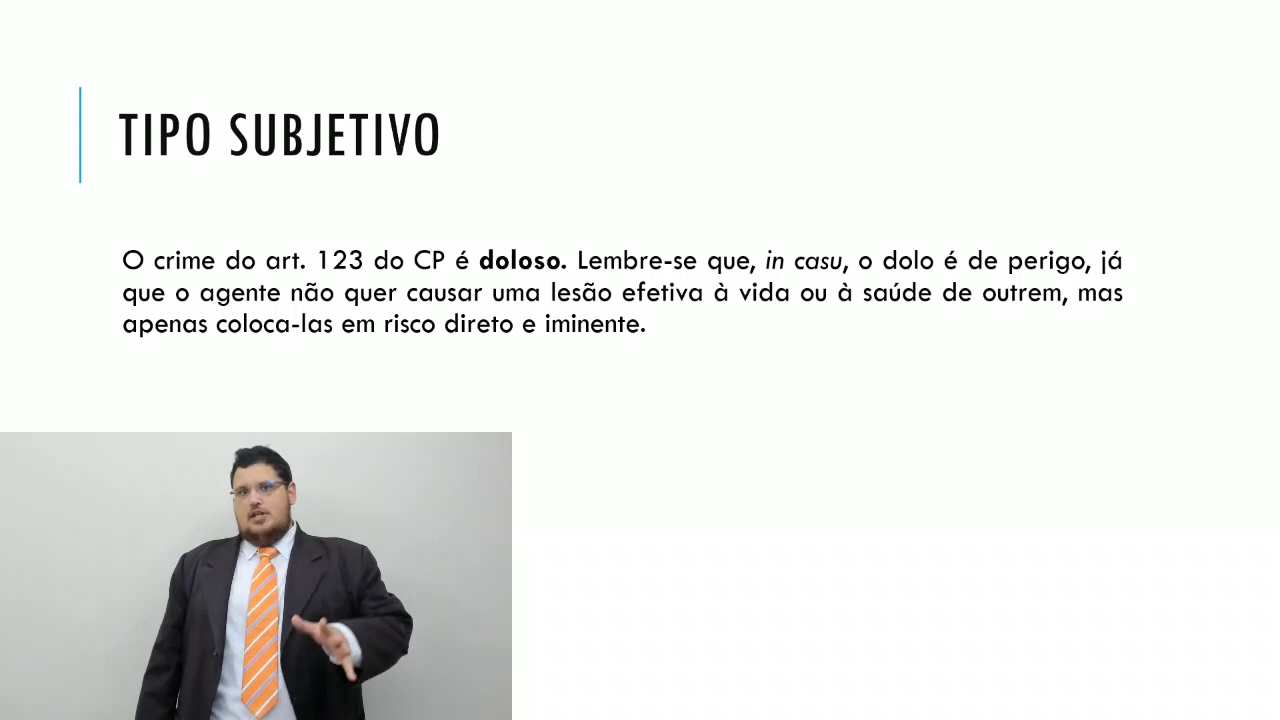 TIPO SUBJETIVO
O crime do art. 123 do CP é doloso. Lembre-se que, in casu, o dolo é de perigo, já
que o agente não quer causar uma lesão efetiva à vida ou à saúde de outrem, mas
apenas coloca-las em risco direto e iminente.